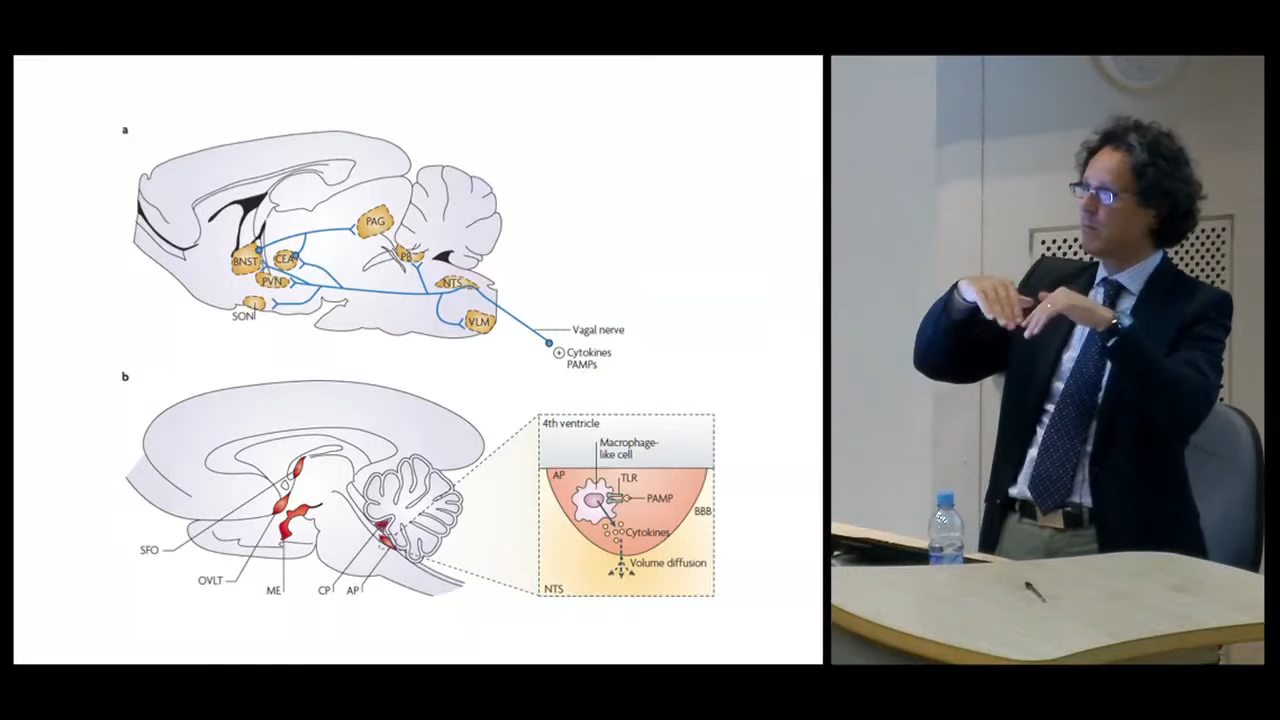 a
PAG
BNST
CEA
PB
PVN
NTS
SON
VLM
Vagal nerve
+ Cytokines
PAMPs
b
4th ventricle
Macrophage-
like cell
AP
TLR
PAMP
BBB
Cytokines
Volume diffusion
NTS
SFO
OVLT
ME
CP
AP